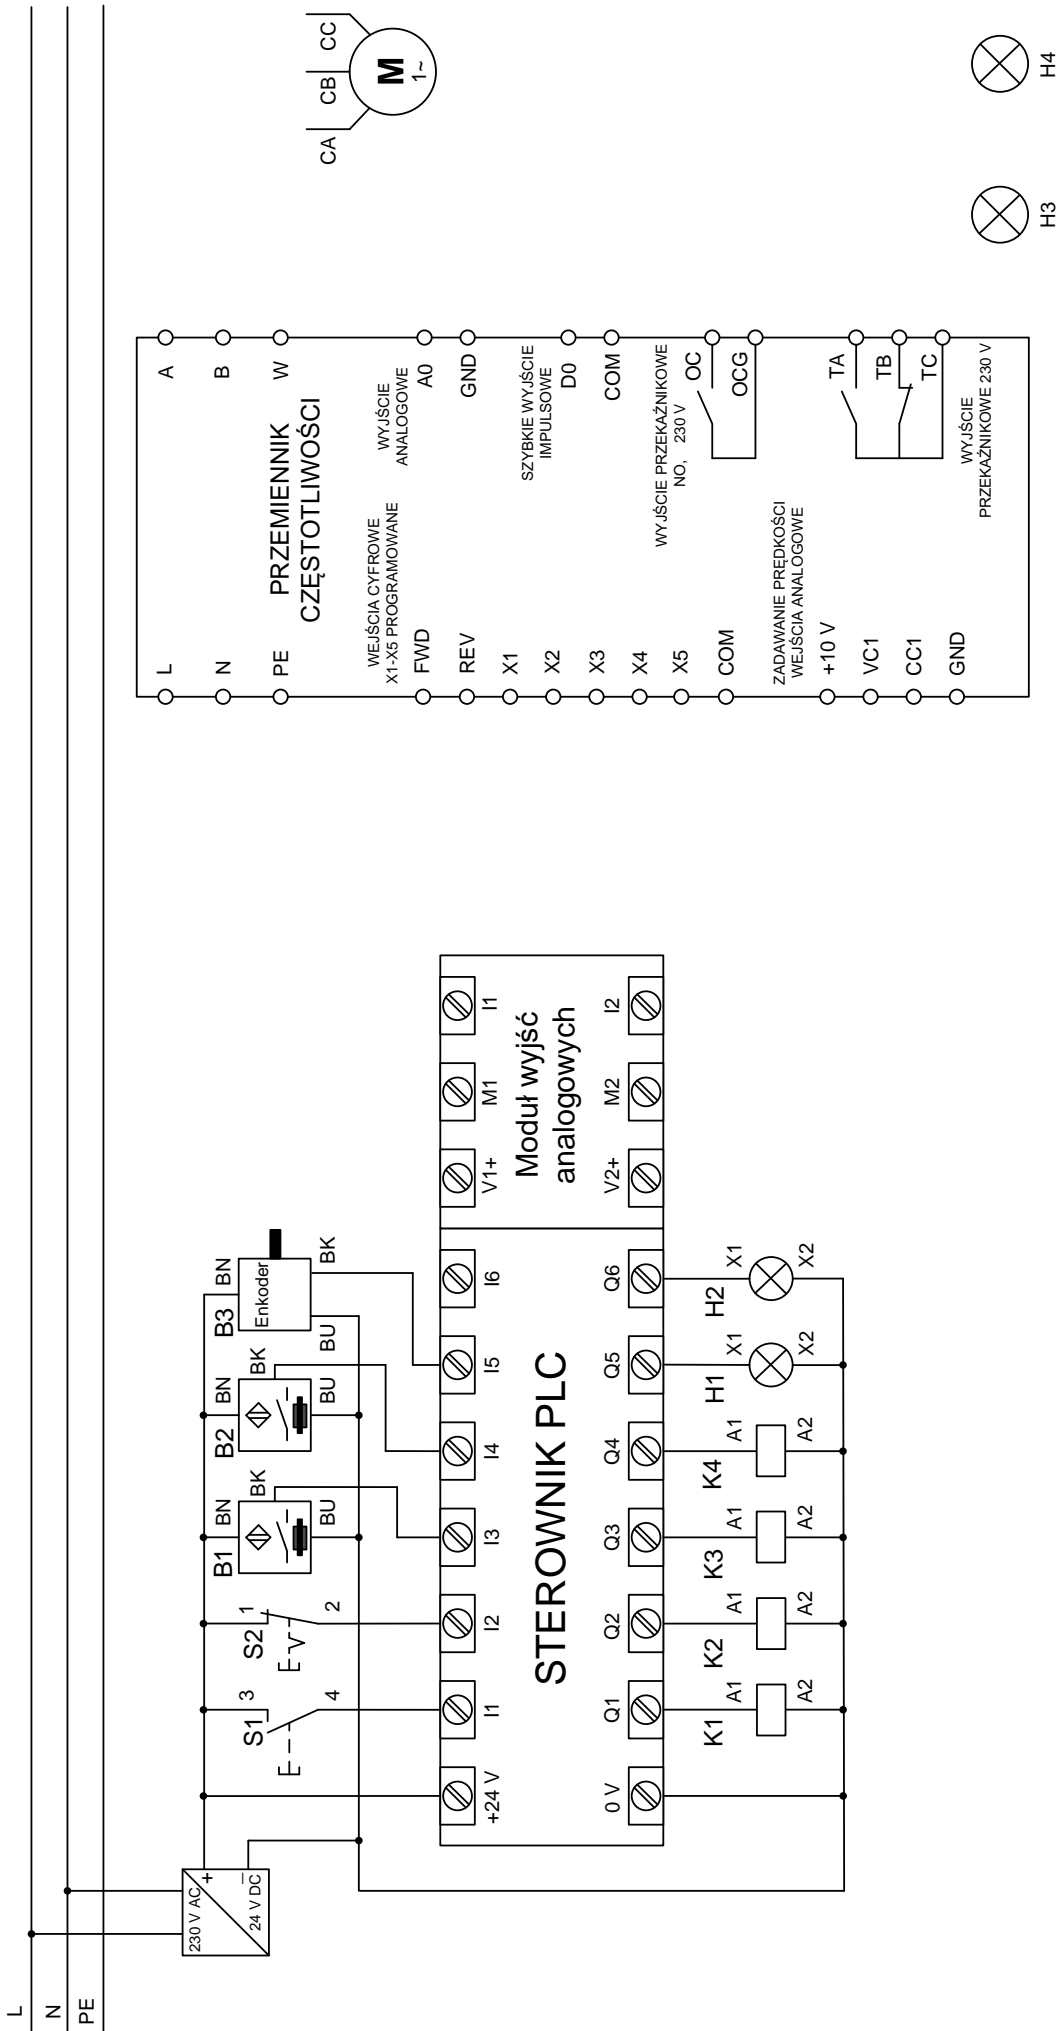 L
N
PE
230 V AC
24 V DC
+
–
S1
3
4
S2
1
2
B1
BN
BK
BU
B2
BN
BK
BU
B3
BN
Enkoder
BU
BK
+24 V
I1
I2
I3
I4
I5
I6
V1+
M1
I1
STEROWNIK PLC
Moduł wyjść
analogowych
0 V
Q1
Q2
Q3
Q4
Q5
Q6
V2+
M2
I2
K1
A1
A2
K2
A1
A2
K3
A1
A2
K4
A1
A2
H1
X1
X2
H2
X1
X2
L
N
PE
PRZEMIENNIK
CZĘSTOTLIWOŚCI
A
B
W
WEJŚCIA CYFROWE
X1-X5 PROGRAMOWANE
FWD
REV
X1
X2
X3
X4
X5
COM
ZADAWANIE PRĘDKOŚCI
WEJŚCIA ANALOGOWE
+10 V
VC1
CC1
GND
WYJŚCIE
ANALOGOWE
A0
GND
SZYBKIE WYJŚCIE
IMPULSOWE
D0
COM
WYJŚCIE PRZEKAŹNIKOWE
NO, 230 V
OC
OCG
TA
TB
TC
WYJŚCIE
PRZEKAŹNIKOWE 230 V
CA
CB
CC
M
1~
H3
H4